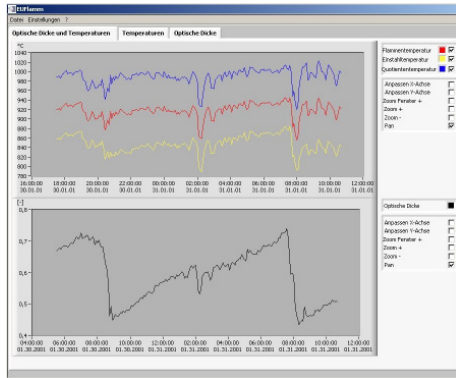 EUFlamm
Datei Einstellungen ?
Optische Dicke und Temperaturen Temperaturen Optische Dicke
°C
1040
1020
1000
980
960
940
920
900
880
860
840
820
800
780
16:00:00 18:00:00 20:00:00 22:00:00 00:00:00 02:00:00 04:00:00 06:00:00 08:00:00 10:00:00 12:00:00
30.01.01 30.01.01 30.01.01 30.01.01 31.01.01 31.01.01 31.01.01 31.01.01 31.01.01 31.01.01 01.01.01
Flammentemperatur
Einstrahltemperatur
Quotiententemperatur
Anpassen X-Achse
Anpassen Y-Achse
Zoom Fenster +
Zoom +
Zoom -
Pan
[-]
0,8
0,7
0,6
0,5
0,4
04:00:00 06:00:00 08:00:00 10:00:00 12:00:00 02:00:00 04:00:00 06:00:00 08:00:00 10:00:00 12:00:00
01.30.2001 01.30.2001 01.30.2001 01.30.2001 01.31.2001 01.31.2001 01.31.2001 01.31.2001 01.31.2001 01.31.2001 01.31.2001
Optische Dicke
Anpassen X-Achse
Anpassen Y-Achse
Zoom Fenster +
Zoom +
Zoom -
Pan